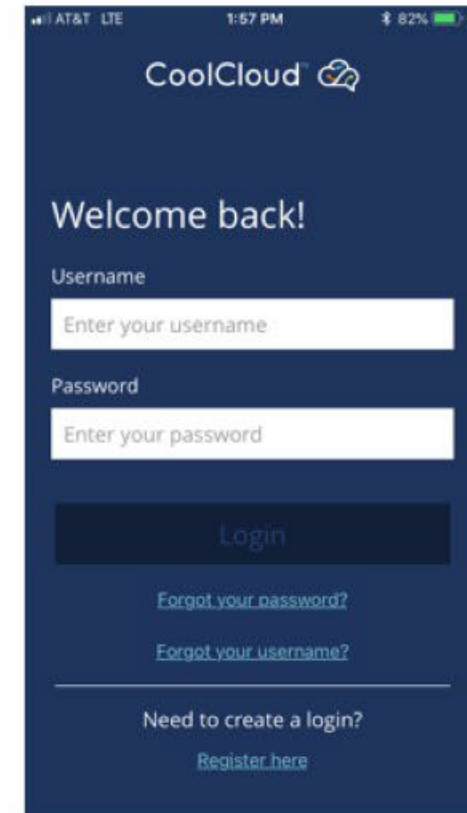 AT&T LTE 1:57 PM 82%
CoolCloud™
Welcome back!
Username
Enter your username
Password
Enter your password
Login
Forgot your password?
Forgot your username?
Need to create a login?
Register here